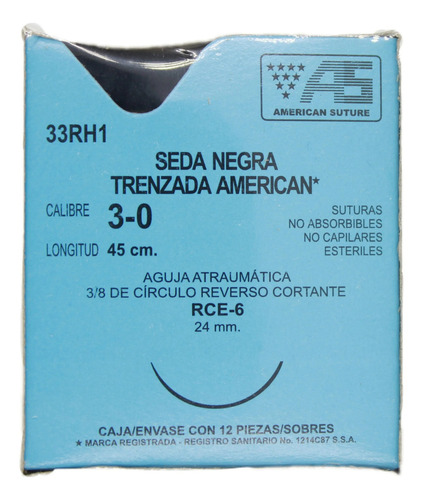 AS
AMERICAN SUTURE
33RH1
SEDA NEGRA
TRENZADA AMERICAN*
CALIBRE 3-0
LONGITUD 45 cm.
SUTURAS
NO ABSORBIBLES
NO CAPILARES
ESTERILES
AGUJA ATRAUMÁTICA
3/8 DE CÍRCULO REVERSO CORTANTE
RCE-6
24 mm.
CAJA/ENVASE CON 12 PIEZAS/SOBRES
* MARCA REGISTRADA - REGISTRO SANITARIO No. 1214C87 S.S.A.